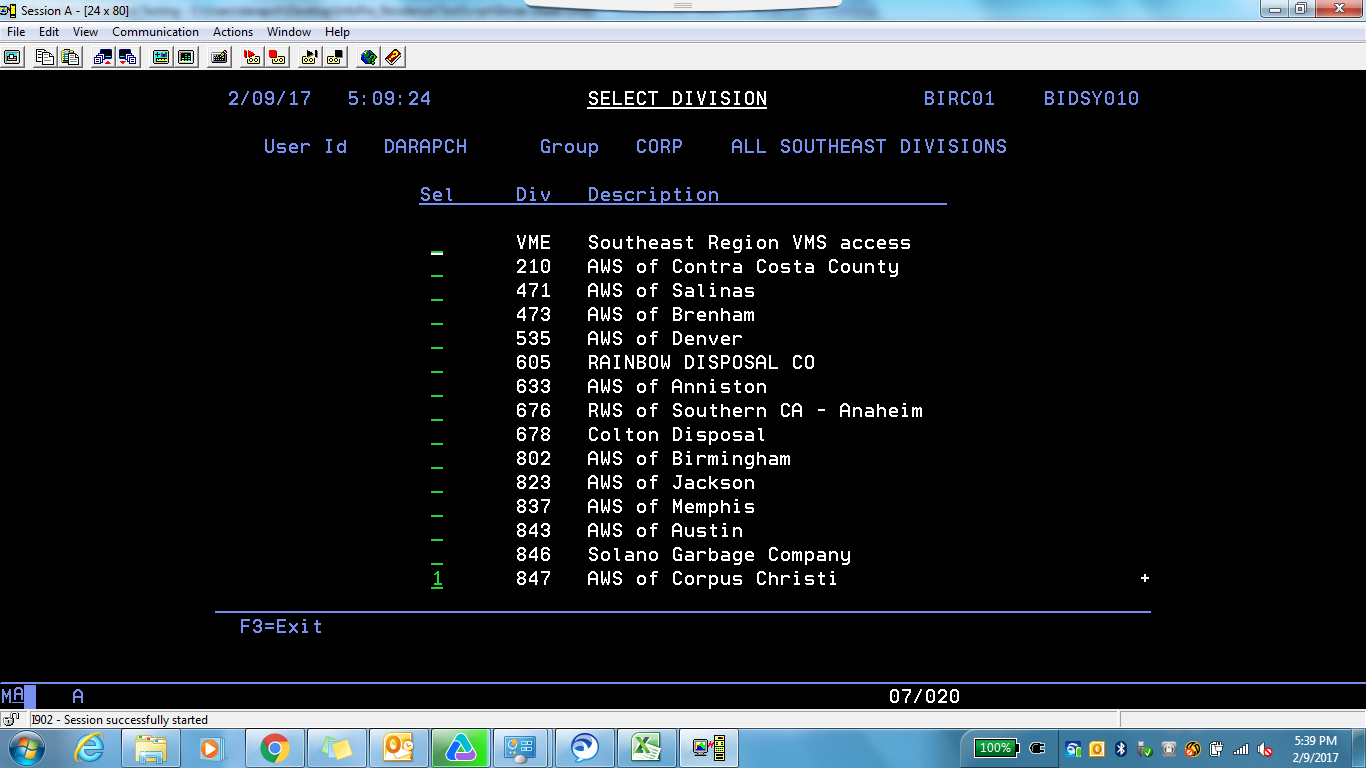 Session A - [24 x 80]
File Edit View Communication Actions Window Help
2/09/17 5:09:24 SELECT DIVISION BIRC01 BIDSY010
User Id DARAPCH Group CORP ALL SOUTHEAST DIVISIONS
Sel Div Description
_ VME Southeast Region VMS access
_ 210 AWS of Contra Costa County
_ 471 AWS of Salinas
_ 473 AWS of Brenham
_ 535 AWS of Denver
_ 605 RAINBOW DISPOSAL CO
_ 633 AWS of Anniston
_ 676 RWS of Southern CA - Anaheim
_ 678 Colton Disposal
_ 802 AWS of Birmingham
_ 823 AWS of Jackson
_ 837 AWS of Memphis
_ 843 AWS of Austin
_ 846 Solano Garbage Company
1 847 AWS of Corpus Christi +
F3=Exit
MA A 07/020
I902 - Session successfully started
100% 5:39 PM
2/9/2017